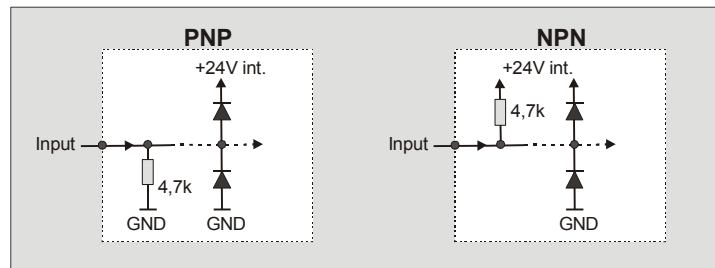 PNP
+24V int.
Input
4,7k
GND
GND
NPN
+24V int.
4,7k
Input
GND